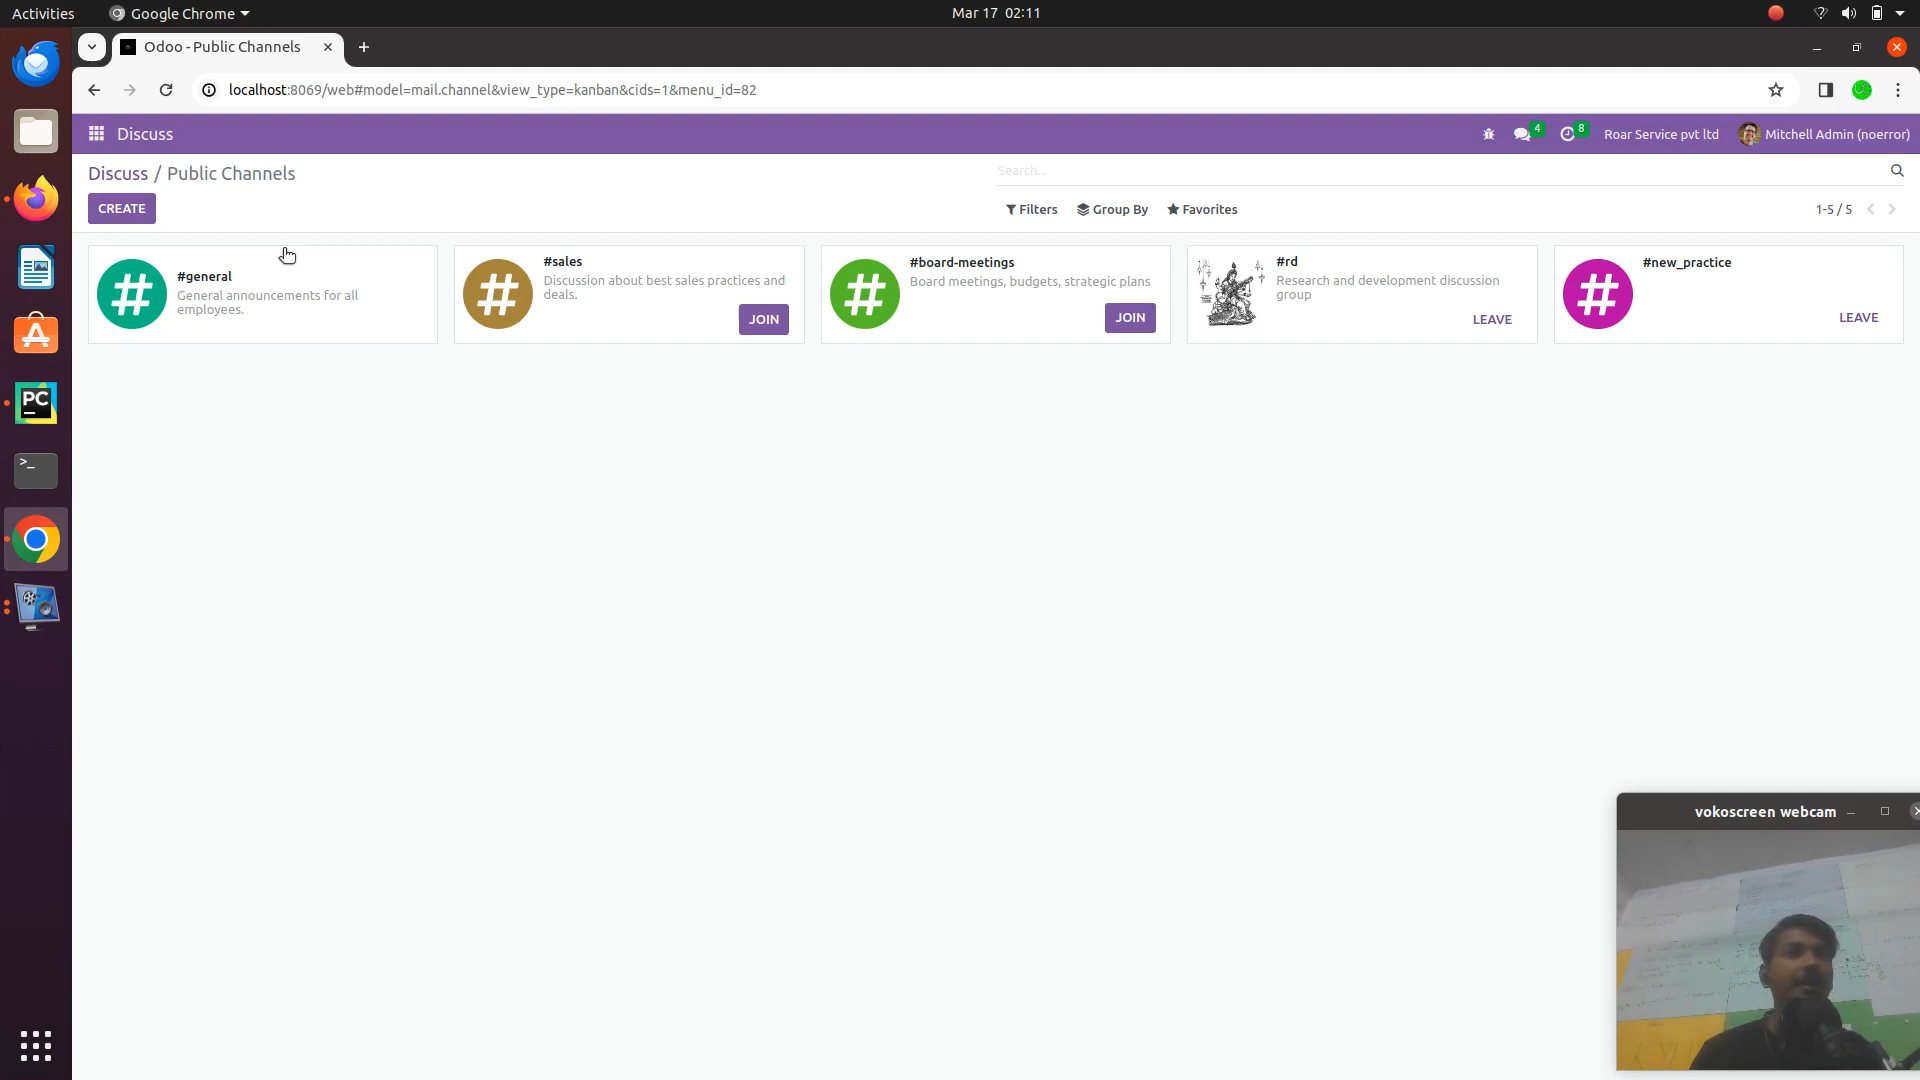 Activities
Google Chrome
Mar 17 02:11
Odoo - Public Channels
localhost:8069/web#model=mail.channel&view_type=kanban&cids=1&menu_id=82
Discuss
4
8
Roar Service pvt ltd
Mitchell Admin (noerror)
Discuss / Public Channels
Search...
CREATE
Filters
Group By
Favorites
1-5 / 5
#general
General announcements for all
employees.
#sales
Discussion about best sales practices and
deals.
JOIN
#board-meetings
Board meetings, budgets, strategic plans
JOIN
#rd
Research and development discussion
group
LEAVE
#new_practice
LEAVE
PC
vokoscreen webcam